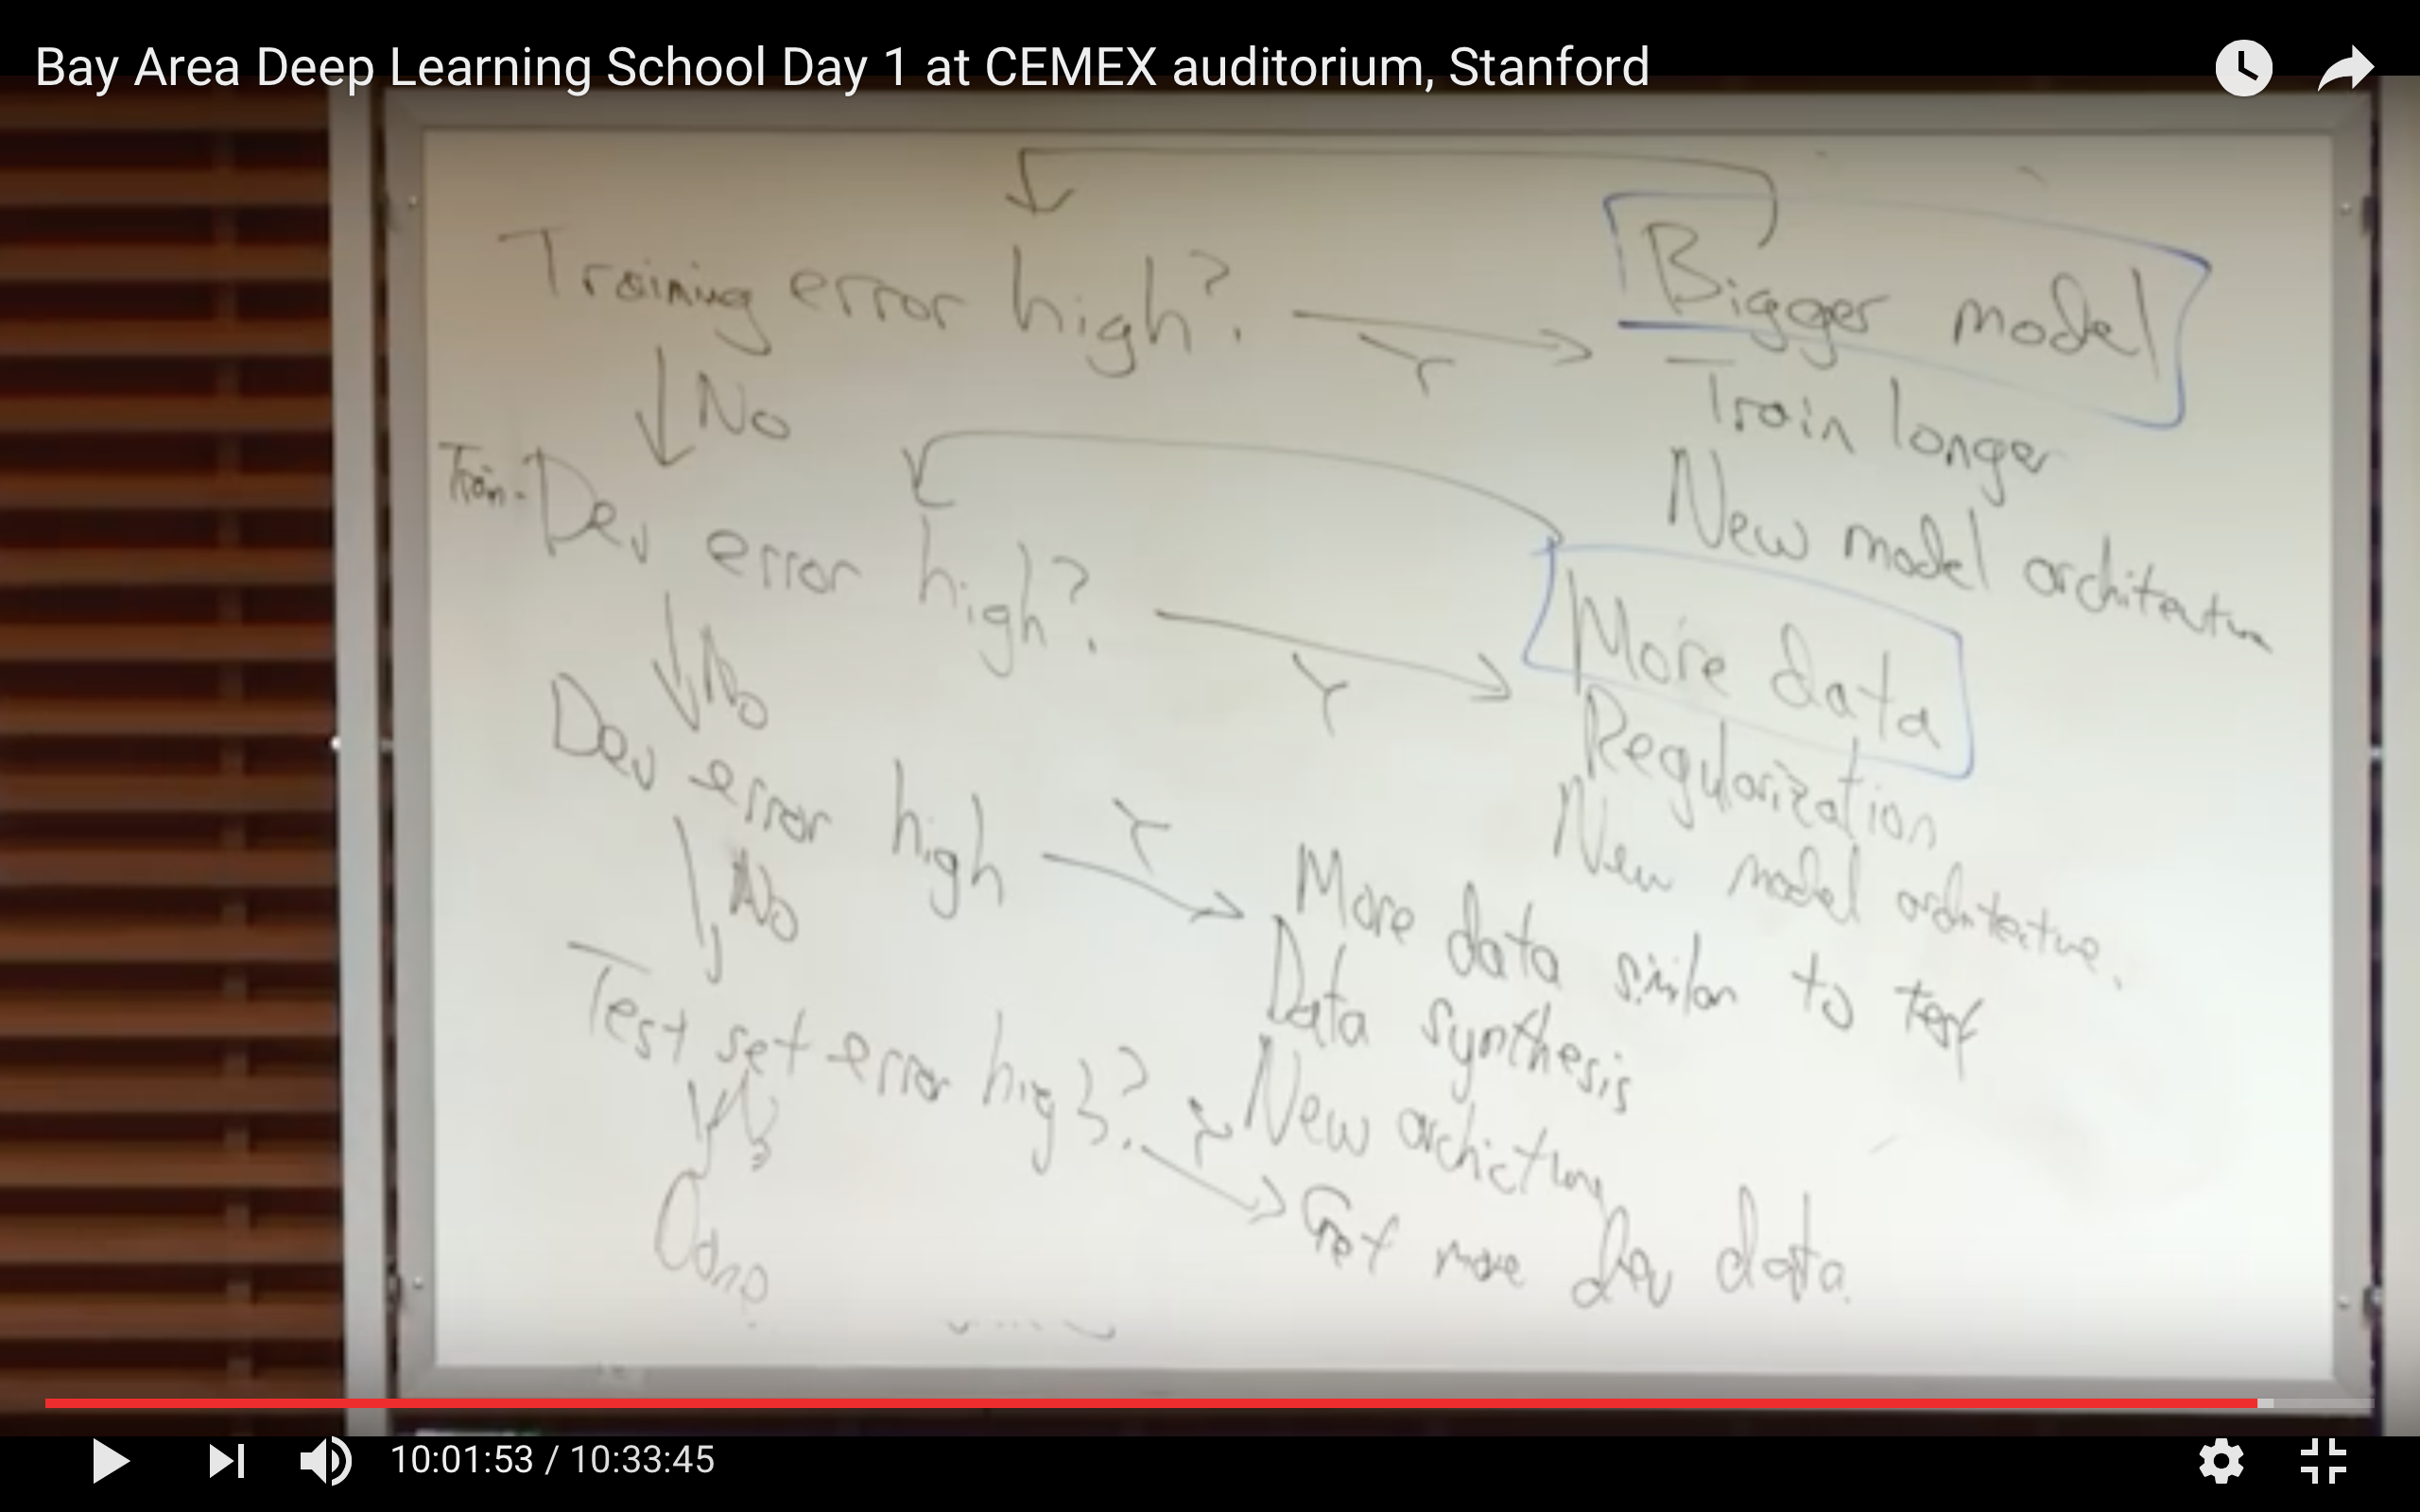 Bay Area Deep Learning School Day 1 at CEMEX auditorium, Stanford
Training error high? Y Bigger model
Train longer
New model architecture
No
Train-Dev error high? Y More data
Regularization
New model architecture.
No
Dev error high Y More data similar to test
Data synthesis
New archicture
No
Test set error high? Y Get more dev data.
No
Done
10:01:53 / 10:33:45